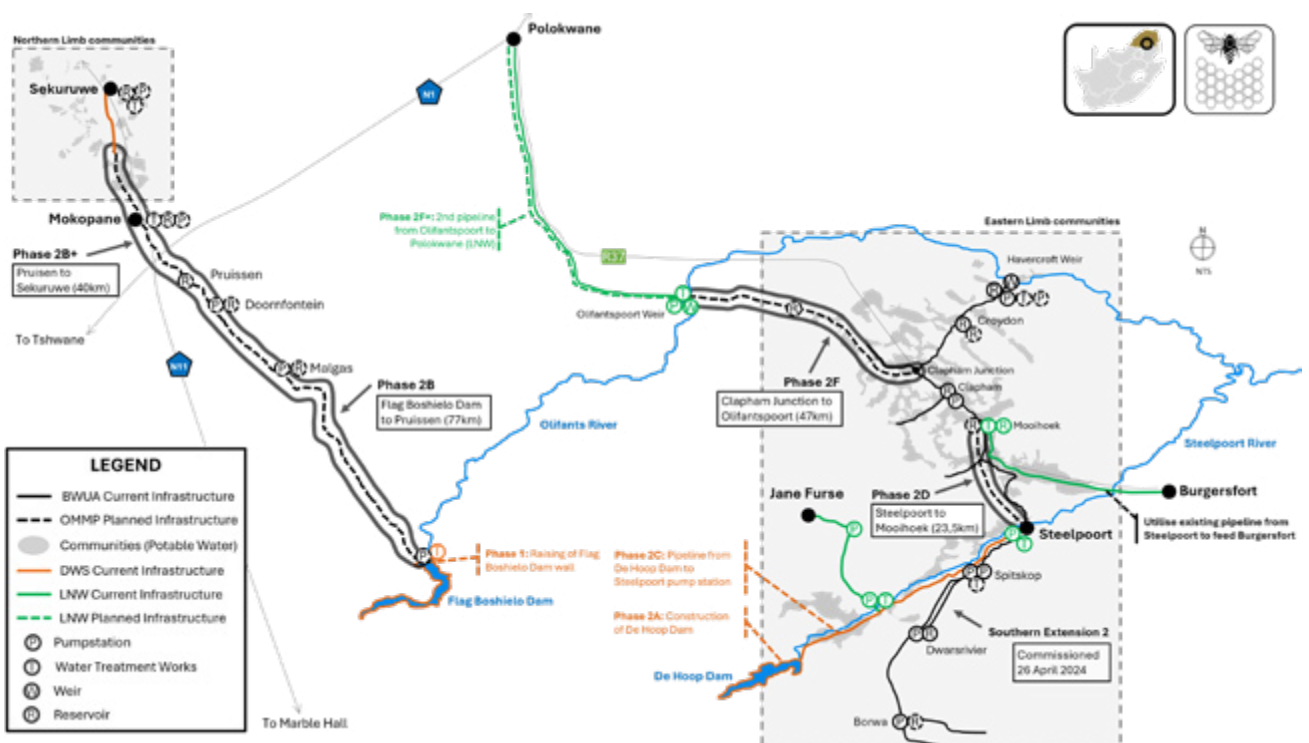 Northern Limb communities
Sekuruwe
R P
T
Mokopane
T R P
Phase 2B+
Pruisen to
Sekuruwe (40km)
R
Pruissen
P R
Doornfontein
To Tshwane
N11
N1
P R
Malgas
Phase 2B
Flag Boshielo Dam
to Pruissen (77km)
Polokwane
Phase 2F+: 2nd pipeline
from Olifantspoort to
Polokwane (LNW)
R37
T
P
Olifantspoort Weir
Olifants River
R
Eastern Limb communities
N
NTS
Havercroft Weir
R
P T P
R
R
Croydon
Clapham Junction
R
P
Clapham
Phase 2F
Clapham Junction to
Olifantspoort (47km)
R
T R
Mooihoek
Steelpoort River
Phase 2D
Steelpoort to
Mooihoek (23,5km)
Burgersfort
Utilise existing pipeline from
Steelpoort to feed Burgersfort
Steelpoort
P
T
Jane Furse
P
P T
P P
T
Spitskop
Southern Extension 2
Commissioned
26 April 2024
P R
Dwarsrivier
Borwa
P R
Phase 2C: Pipeline from
De Hoop Dam to
Steelpoort pump station
Phase 2A: Construction
of De Hoop Dam
De Hoop Dam
P T
Phase 1: Raising of Flag
Boshielo Dam wall
Flag Boshielo Dam
To Marble Hall
LEGEND
BWUA Current Infrastructure
OMMP Planned Infrastructure
Communities (Potable Water)
DWS Current Infrastructure
LNW Current Infrastructure
LNW Planned Infrastructure
P Pumpstation
T Water Treatment Works
W Weir
R Reservoir